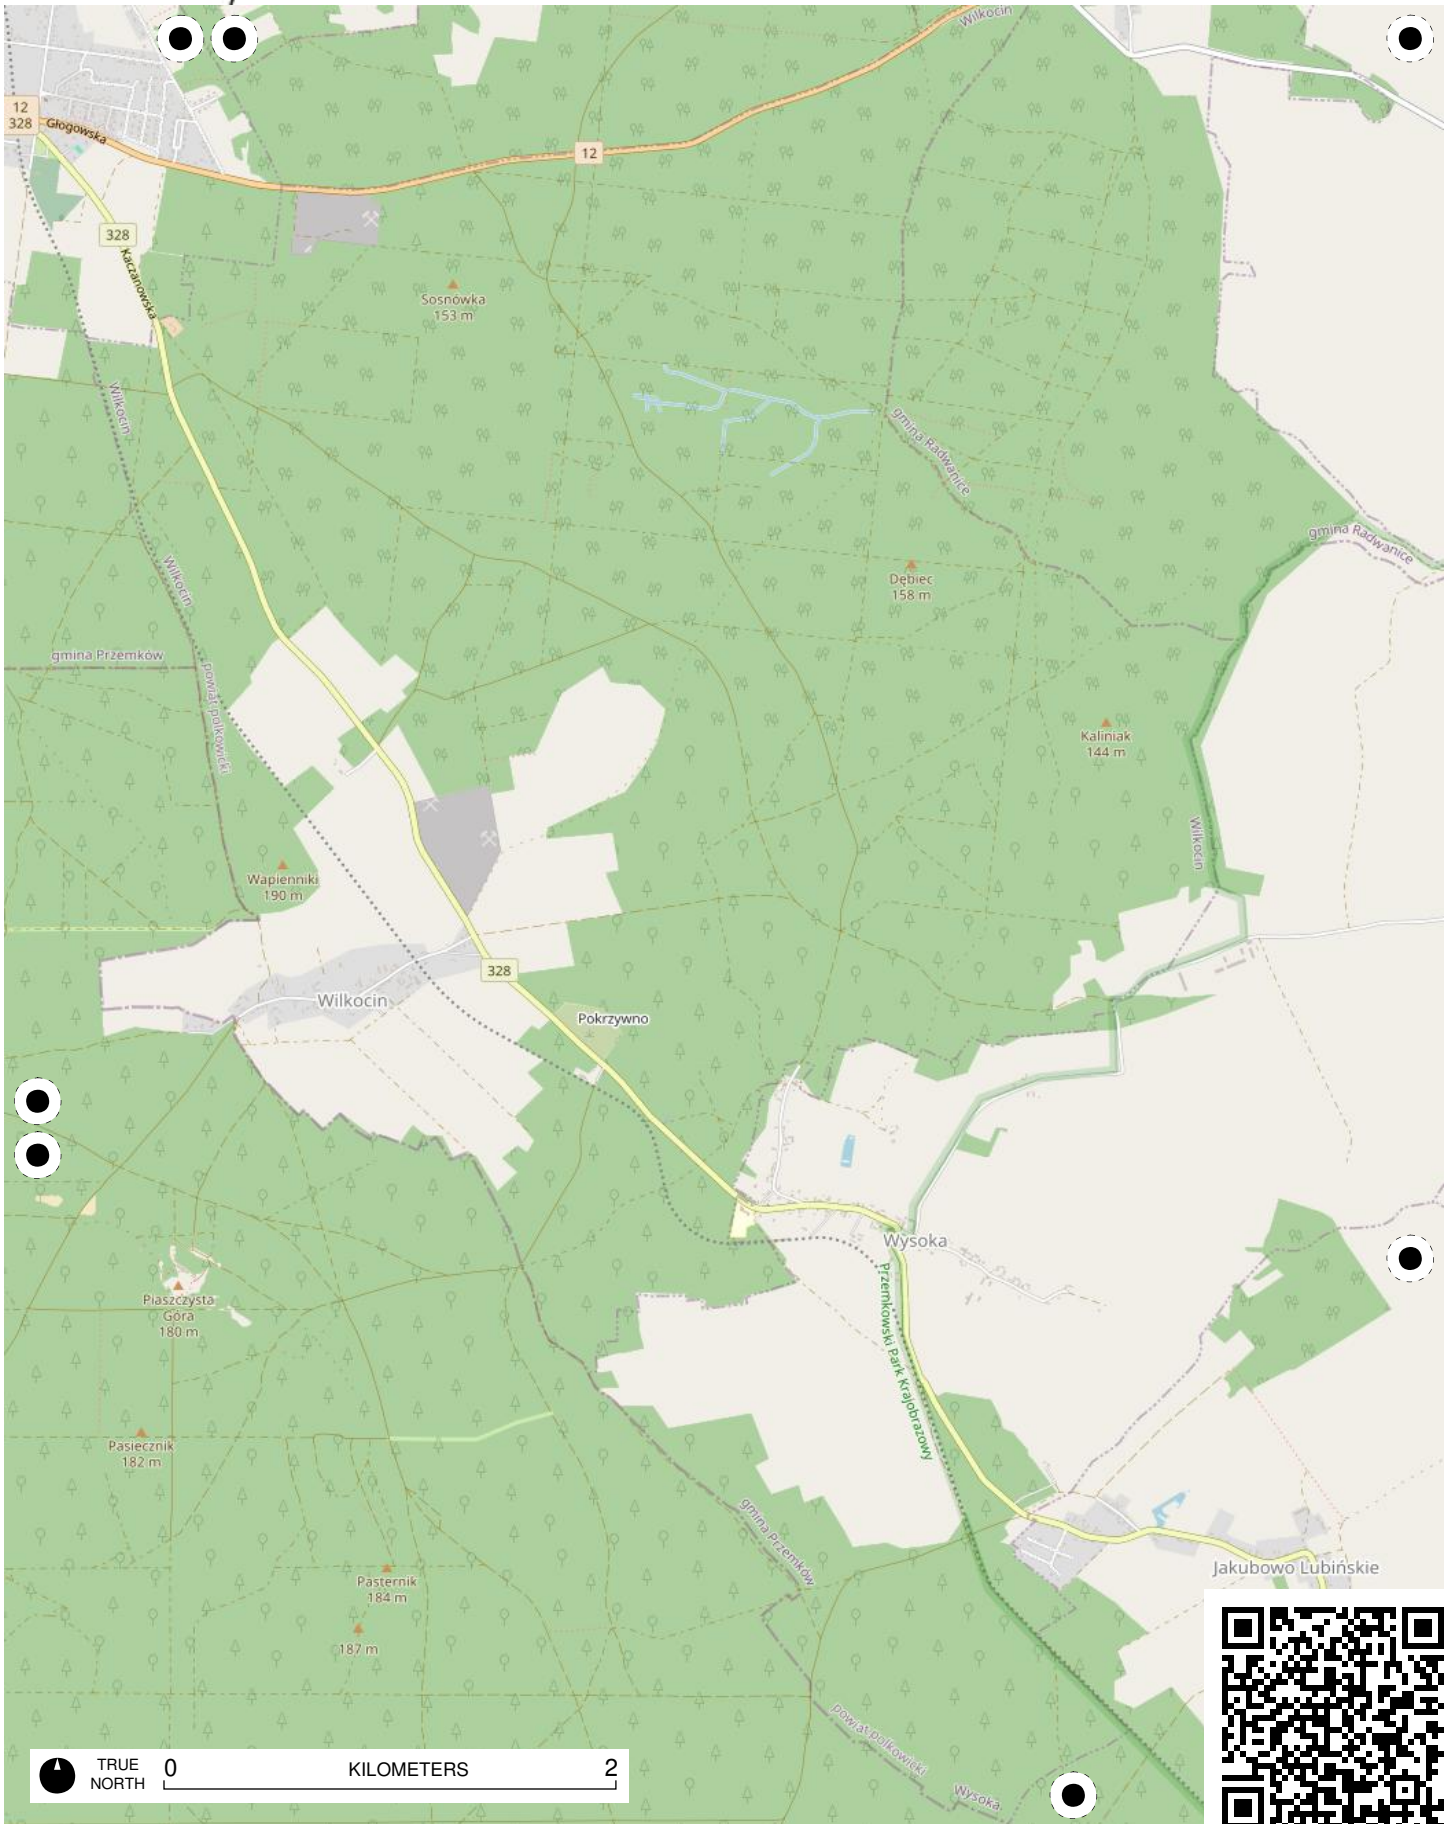 Wilkocin
12
328
Głogowska
12
328
Kaczanowska
Sosnówka
153 m
Wilkocin
gmina Radwanice
gmina Radwanice
Wilkocin
Dębiec
158 m
gmina Przemków
powiat polkowicki
Kaliniak
144 m
Wilkocin
Wapienniki
190 m
328
Wilkocin
Pokrzywno
Wysoka
Przemkowski Park Krajobrazowy
Piaszczysta
Góra
180 m
Pasiecznik
182 m
gmina Przemków
Jakubowo Lubińskie
Pasternik
184 m
187 m
powiat polkowicki
Wysoka
TRUE
NORTH
0
KILOMETERS
2